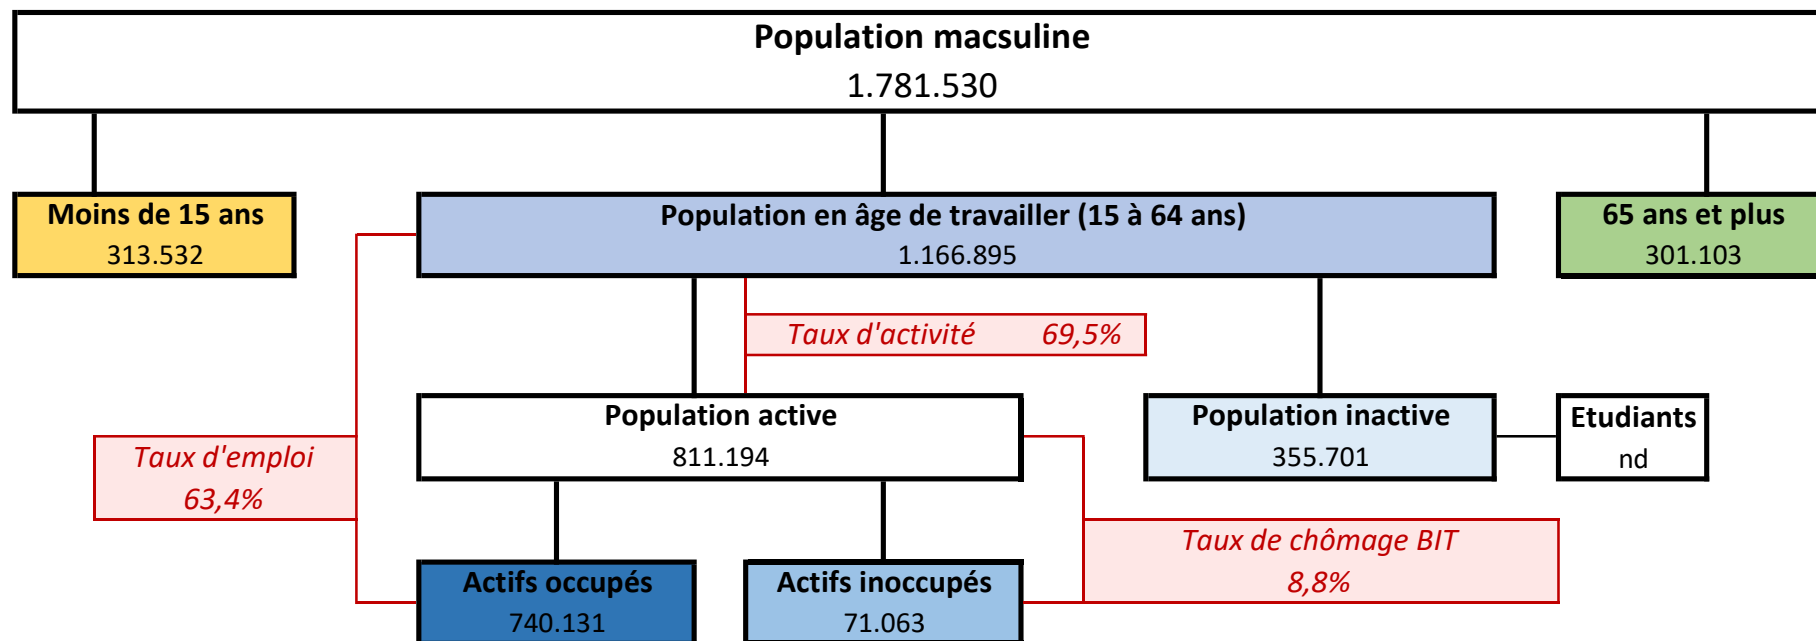 Population macsuline
1.781.530
Moins de 15 ans
313.532
Population en âge de travailler (15 à 64 ans)
1.166.895
65 ans et plus
301.103
Taux d'activité 69,5%
Population active
811.194
Population inactive
355.701
Etudiants
nd
Taux d'emploi
63,4%
Taux de chômage BIT
8,8%
Actifs occupés
740.131
Actifs inoccupés
71.063